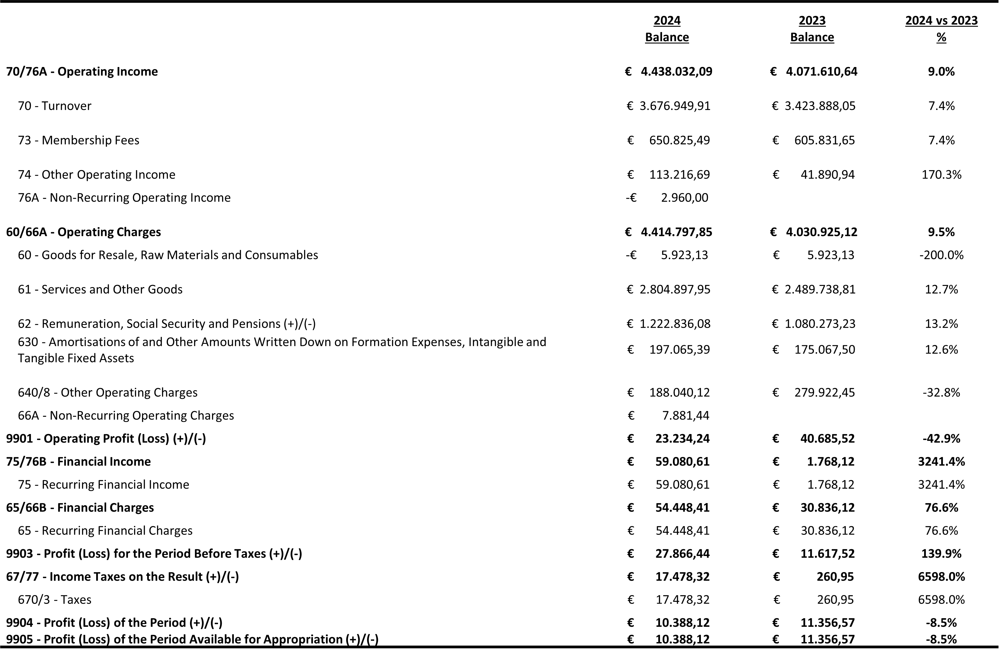 2024 2023 2024 vs 2023
Balance Balance %
70/76A - Operating Income € 4.438.032,09 € 4.071.610,64 9.0%
70 - Turnover € 3.676.949,91 € 3.423.888,05 7.4%
73 - Membership Fees € 650.825,49 € 605.831,65 7.4%
74 - Other Operating Income € 113.216,69 € 41.890,94 170.3%
76A - Non-Recurring Operating Income -€ 2.960,00
60/66A - Operating Charges € 4.414.797,85 € 4.030.925,12 9.5%
60 - Goods for Resale, Raw Materials and Consumables -€ 5.923,13 € 5.923,13 -200.0%
61 - Services and Other Goods € 2.804.897,95 € 2.489.738,81 12.7%
62 - Remuneration, Social Security and Pensions (+)/(-) € 1.222.836,08 € 1.080.273,23 13.2%
630 - Amortisations of and Other Amounts Written Down on Formation Expenses, Intangible and
Tangible Fixed Assets € 197.065,39 € 175.067,50 12.6%
640/8 - Other Operating Charges € 188.040,12 € 279.922,45 -32.8%
66A - Non-Recurring Operating Charges € 7.881,44
9901 - Operating Profit (Loss) (+)/(-) € 23.234,24 € 40.685,52 -42.9%
75/76B - Financial Income € 59.080,61 € 1.768,12 3241.4%
75 - Recurring Financial Income € 59.080,61 € 1.768,12 3241.4%
65/66B - Financial Charges € 54.448,41 € 30.836,12 76.6%
65 - Recurring Financial Charges € 54.448,41 € 30.836,12 76.6%
9903 - Profit (Loss) for the Period Before Taxes (+)/(-) € 27.866,44 € 11.617,52 139.9%
67/77 - Income Taxes on the Result (+)/(-) € 17.478,32 € 260,95 6598.0%
670/3 - Taxes € 17.478,32 € 260,95 6598.0%
9904 - Profit (Loss) of the Period (+)/(-) € 10.388,12 € 11.356,57 -8.5%
9905 - Profit (Loss) of the Period Available for Appropriation (+)/(-) € 10.388,12 € 11.356,57 -8.5%